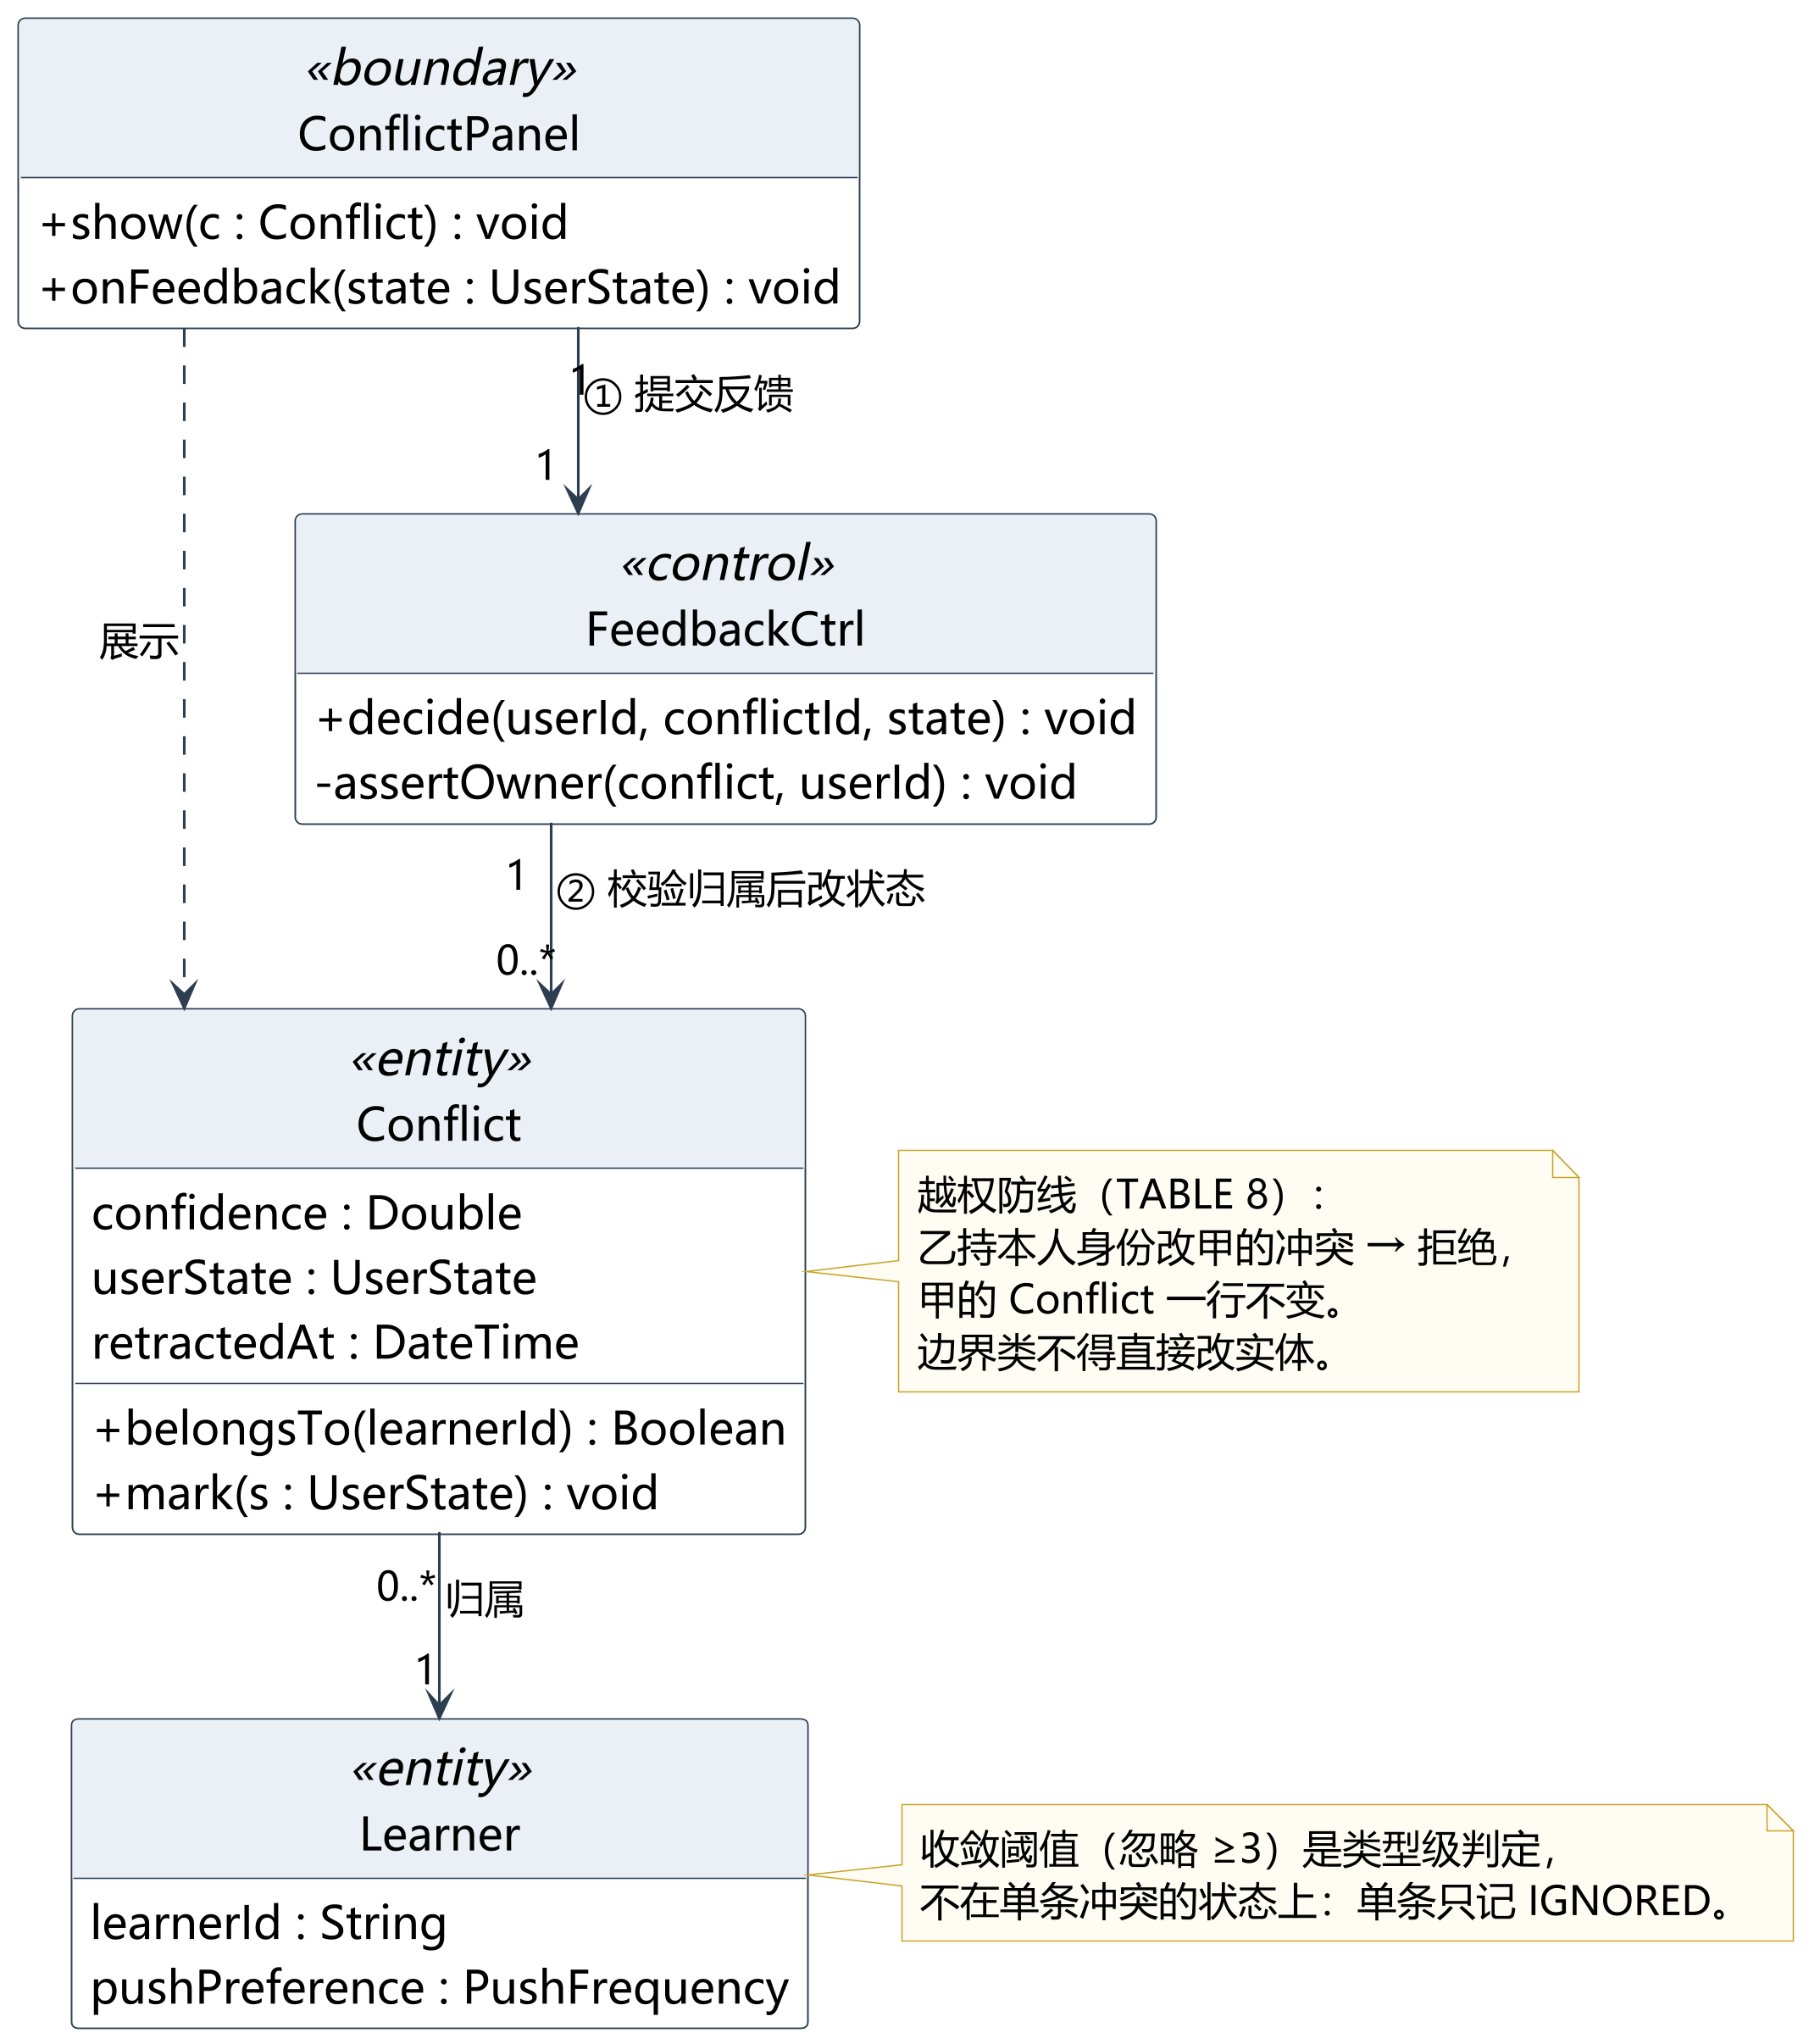 «boundary»
ConflictPanel
+show(c : Conflict) : void
+onFeedback(state : UserState) : void
1
① 提交反馈
1
展示
«control»
FeedbackCtrl
+decide(userId, conflictId, state) : void
-assertOwner(conflict, userId) : void
1
② 校验归属后改状态
0..*
«entity»
Conflict
confidence : Double
userState : UserState
retractedAt : DateTime
+belongsTo(learnerId) : Boolean
+mark(s : UserState) : void
越权防线（TABLE 8）：
乙持本人身份改甲的冲突 → 拒绝，
甲的 Conflict 一行不变。
边界类不得直接改实体。
0..*
归属
1
«entity»
Learner
learnerId : String
pushPreference : PushFrequency
收敛阈值（忽略 ≥3）是类型级判定，
不在单条冲突的状态上：单条只记 IGNORED。